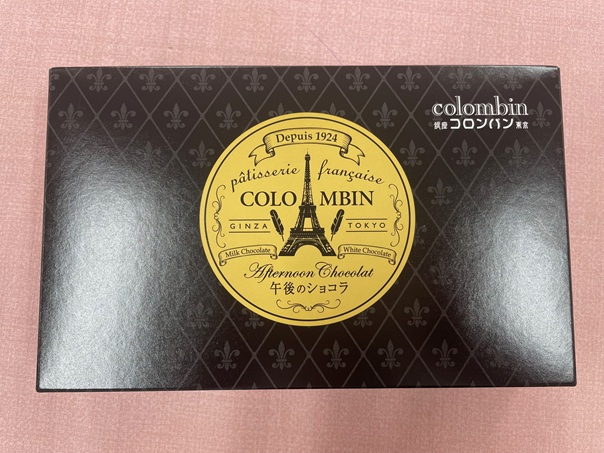 colombin
銀座 コロンバン 東京
Depuis 1924
pâtisserie française
COLOMBIN
GINZA TOKYO
Milk Chocolate White Chocolate
Afternoon Chocolat
午後のショコラ